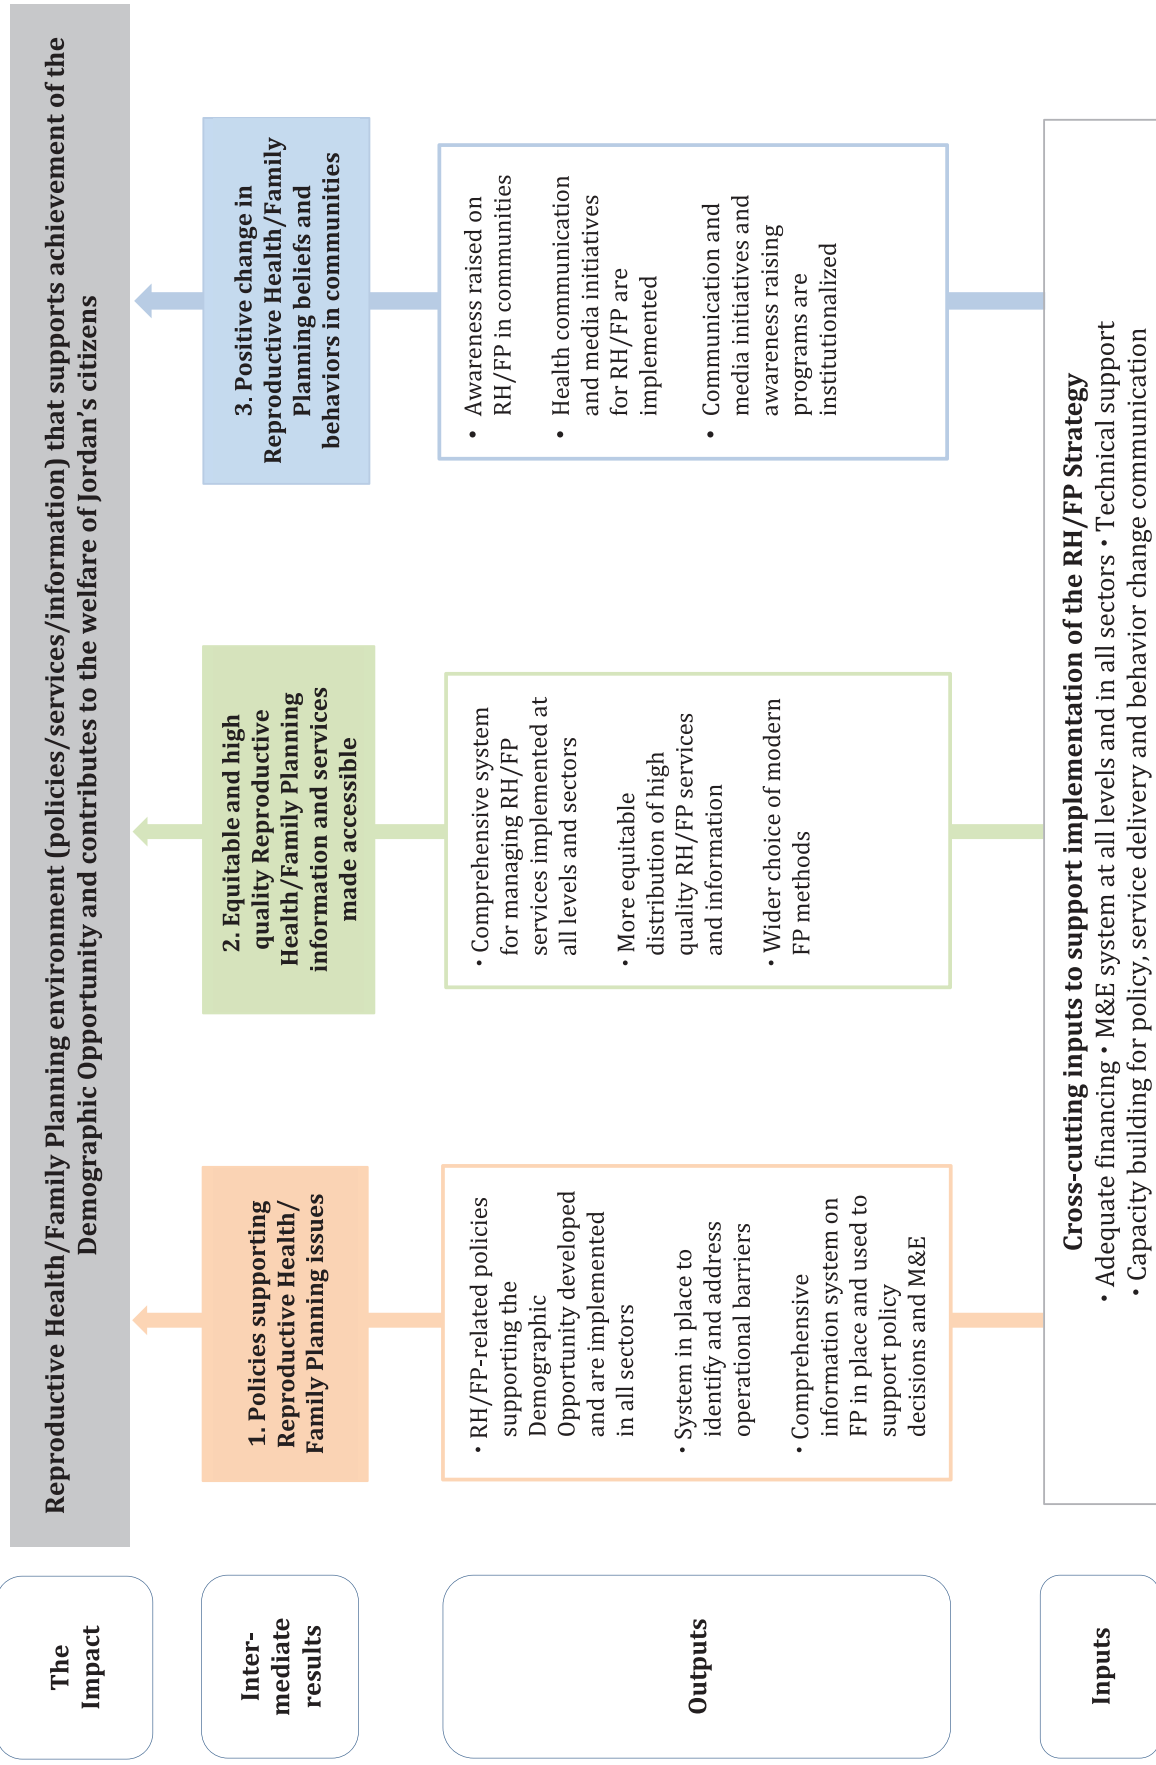 The
Impact
Reproductive Health/Family Planning environment (policies/services/information) that supports achievement of the
Demographic Opportunity and contributes to the welfare of Jordan's citizens
Inter-
mediate
results
1. Policies supporting
Reproductive Health/
Family Planning issues
2. Equitable and high
quality Reproductive
Health/Family Planning
information and services
made accessible
3. Positive change in
Reproductive Health/Family
Planning beliefs and
behaviors in communities
Outputs
• RH/FP-related policies
supporting the
Demographic
Opportunity developed
and are implemented
in all sectors
• System in place to
identify and address
operational barriers
• Comprehensive
information system on
FP in place and used to
support policy
decisions and M&E
• Comprehensive system
for managing RH/FP
services implemented at
all levels and sectors
• More equitable
distribution of high
quality RH/FP services
and information
• Wider choice of modern
FP methods
• Awareness raised on
RH/FP in communities
• Health communication
and media initiatives
for RH/FP are
implemented
• Communication and
media initiatives and
awareness raising
programs are
institutionalized
Inputs
Cross-cutting inputs to support implementation of the RH/FP Strategy
• Adequate financing • M&E system at all levels and in all sectors • Technical support
• Capacity building for policy, service delivery and behavior change communication